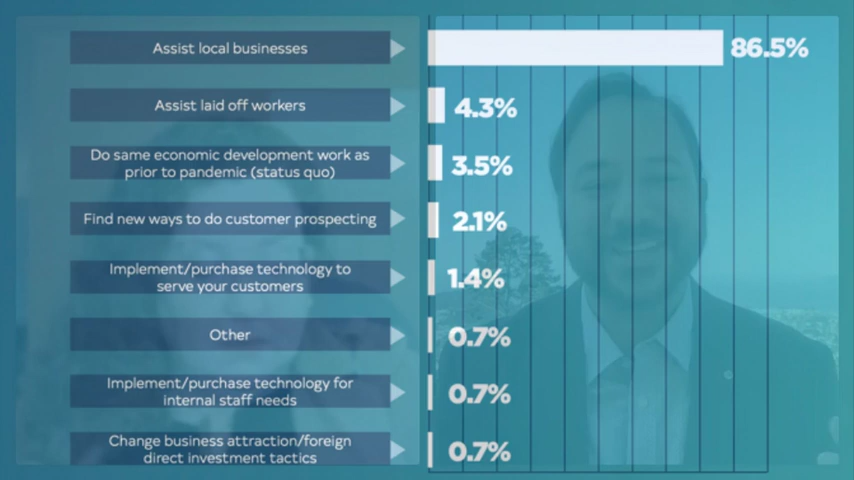 Assist local businesses 86.5%
Assist laid off workers 4.3%
Do same economic development work as
prior to pandemic (status quo) 3.5%
Find new ways to do customer prospecting 2.1%
Implement/purchase technology to
serve your customers 1.4%
Other 0.7%
Implement/purchase technology for
internal staff needs 0.7%
Change business attraction/foreign
direct investment tactics 0.7%